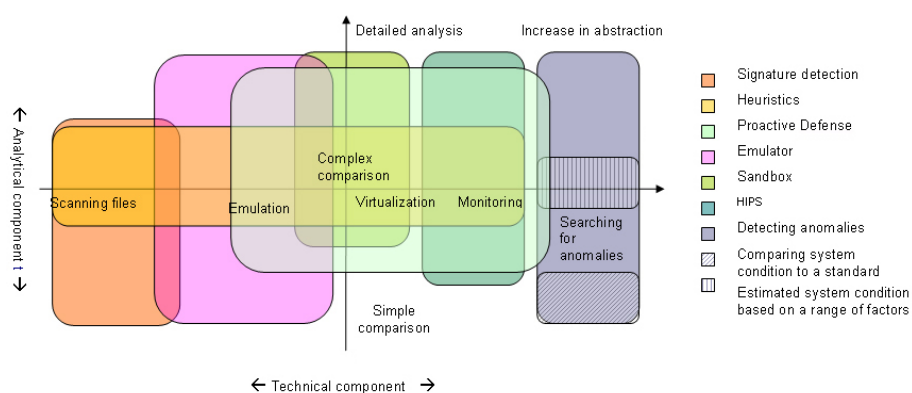 Detailed analysis
Increase in abstraction
Signature detection
Heuristics
Proactive Defense
Emulator
Sandbox
HIPS
Detecting anomalies
Comparing system
condition to a standard
Estimated system condition
based on a range of factors
← Analytical component t →
Complex
comparison
Scanning files
Emulation
Virtualization
Monitoring
Searching
for
anomalies
Simple
comparison
← Technical component →